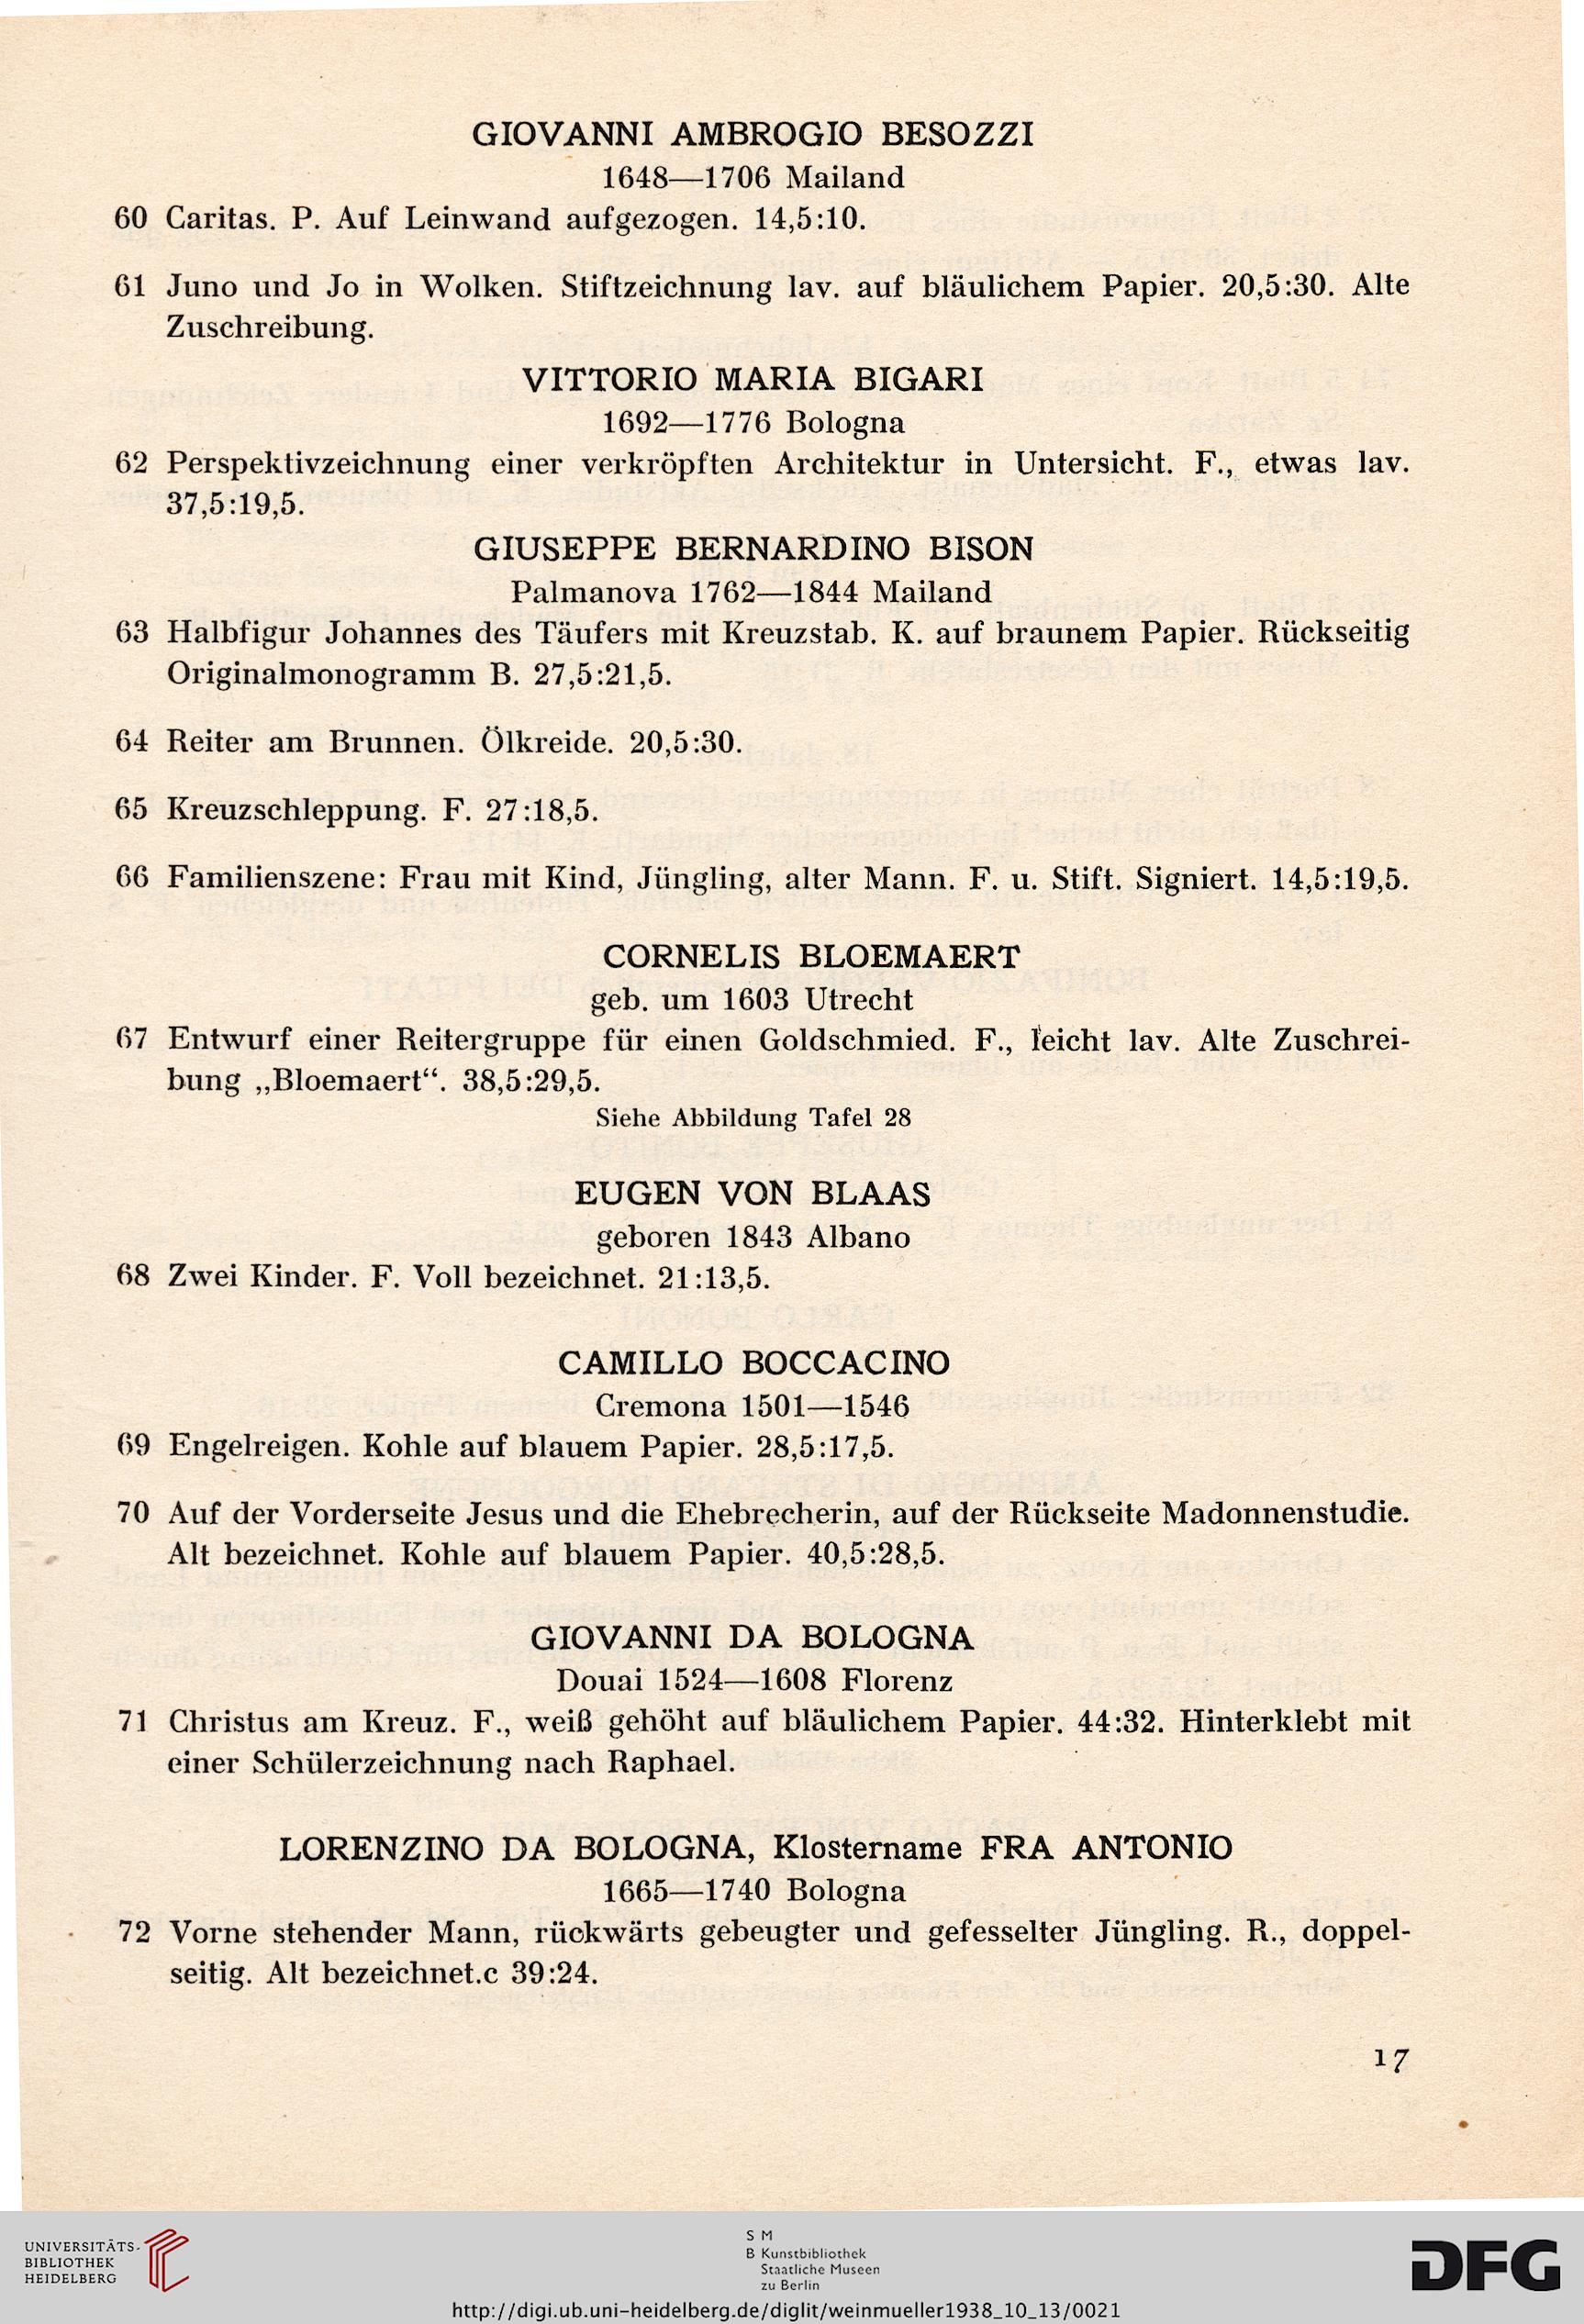 GIOVANNI AMBROGIO BESOZZI
1648—1706 Mailand
60 Caritas. P. Auf Leinwand aufgezogen. 14,5:10.
61 Juno und Jo in Wolken. Stiftzeichnung lav. auf bläulichem Papier. 20,5:30. Alte
Zuschreibung.
VITTORIO MARIA BIGARI
1692—1776 Bologna
62 Perspektivzeichnung einer verkröpften Architektur in Untersicht. F., etwas lav.
37,5:19,5.
GIUSEPPE BERNARDINO BISON
Palmanova 1762—1844 Mailand
63 Halbfigur Johannes des Täufers mit Kreuzstab. K. auf braunem Papier. Rückseitig
Originalmonogramm B. 27,5:21,5.
64 Reiter am Brunnen. Ölkreide. 20,5:30.
65 Kreuzschleppung. F. 27:18,5.
66 Familienszene: Frau mit Kind, Jüngling, alter Mann. F. u. Stift. Signiert. 14,5:19,5.
CORNELIS BLOEMAERT
geb. um 1603 Utrecht
67 Entwurf einer Reitergruppe für einen Goldschmied. F., leicht lav. Alte Zuschrei-
bung „Bloemaert“. 38,5:29,5.
Siehe Abbildung Tafel 28
EUGEN VON BLAAS
geboren 1843 Albano
68 Zwei Kinder. F. Voll bezeichnet. 21:13,5.
CAMILLO BOCCACINO
Cremona 1501—1546
69 Engelreigen. Kohle auf blauem Papier. 28,5:17,5.
70 Auf der Vorderseite Jesus und die Ehebrecherin, auf der Rückseite Madonnenstudie.
Alt bezeichnet. Kohle auf blauem Papier. 40,5:28,5.
GIOVANNI DA BOLOGNA
Douai 1524—1608 Florenz
71 Christus am Kreuz. F., weiß gehöht auf bläulichem Papier. 44:32. Hinterklebt mit
einer Schülerzeichnung nach Raphael.
LORENZINO DA BOLOGNA, Klostername FRA ANTONIO
1665—1740 Bologna
72 Vorne stehender Mann, rückwärts gebeugter und gefesselter Jüngling. R., doppel-
seitig. Alt bezeichnet.c 39:24.
17
UNIVERSITÄTS-
BIBLIOTHEK
HEIDELBERG
S M
B Kunstbibliothek
Staatliche Museen
zu Berlin
DFG
http://digi.ub.uni-heidelberg.de/diglit/weinmueller1938_10_13/0021